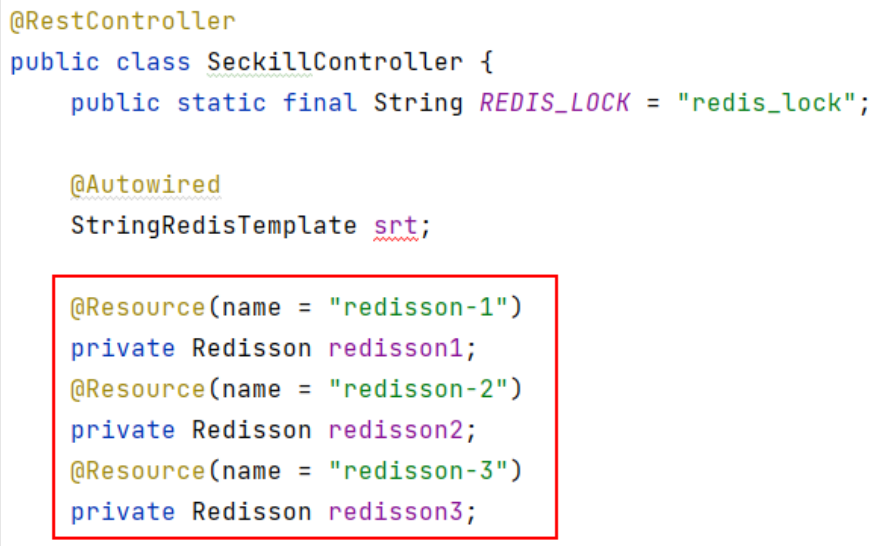 @RestController
public class SeckillController {
    public static final String REDIS_LOCK = "redis_lock";
    @Autowired
    StringRedisTemplate srt;
    @Resource(name = "redisson-1")
    private Redisson redisson1;
    @Resource(name = "redisson-2")
    private Redisson redisson2;
    @Resource(name = "redisson-3")
    private Redisson redisson3;